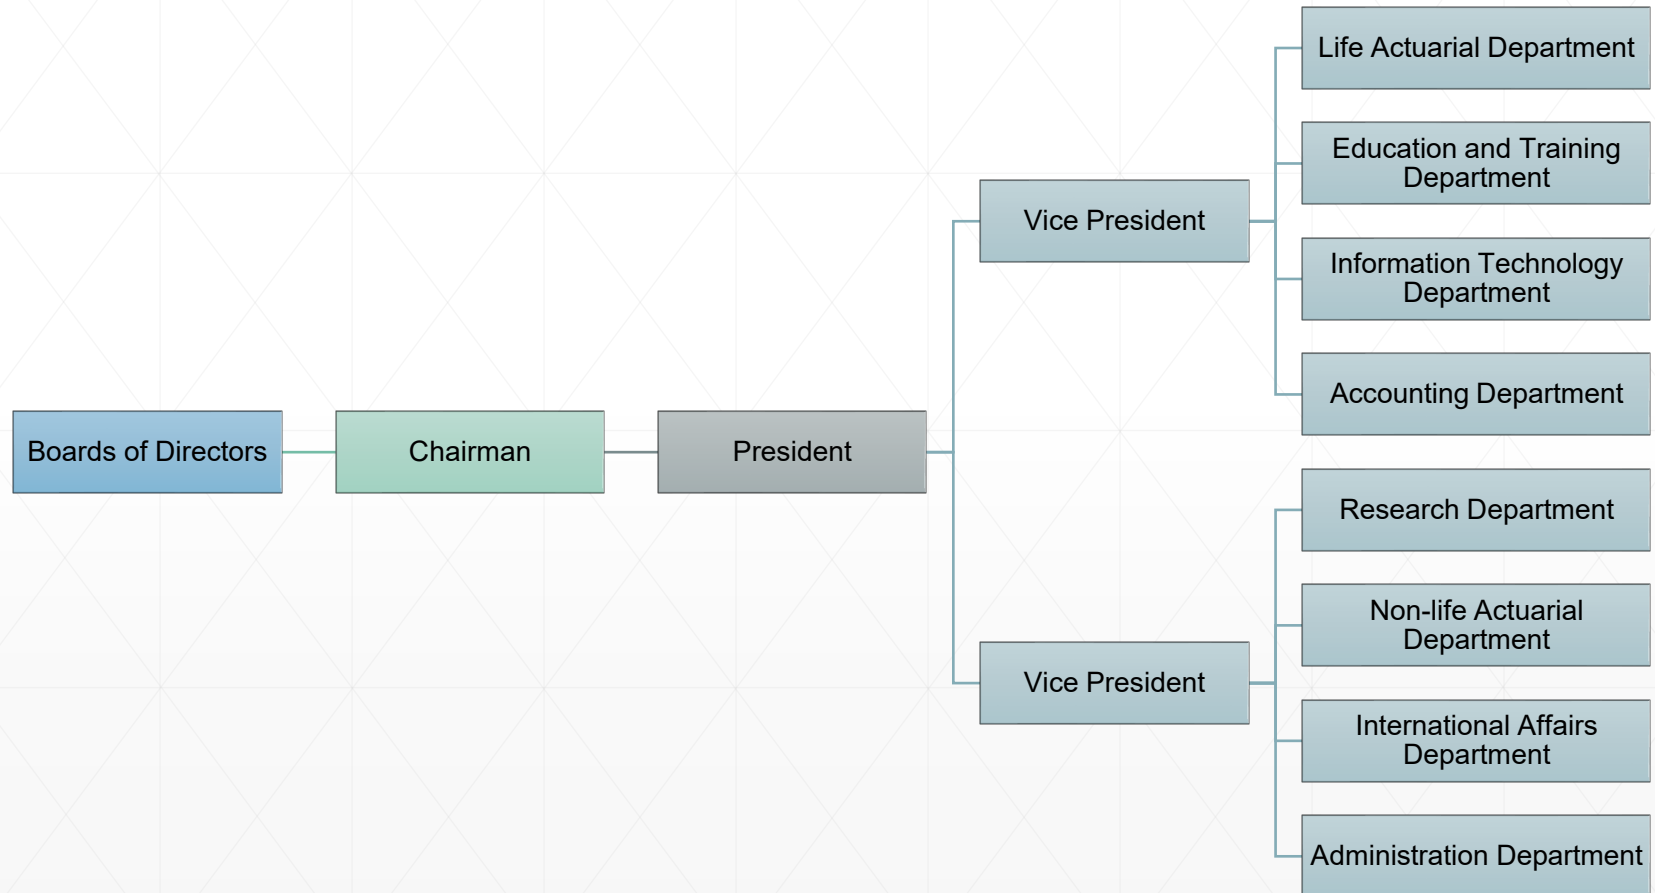 Boards of Directors
Chairman
President
Vice President
Life Actuarial Department
Education and Training
Department
Information Technology
Department
Accounting Department
Vice President
Research Department
Non-life Actuarial
Department
International Affairs
Department
Administration Department